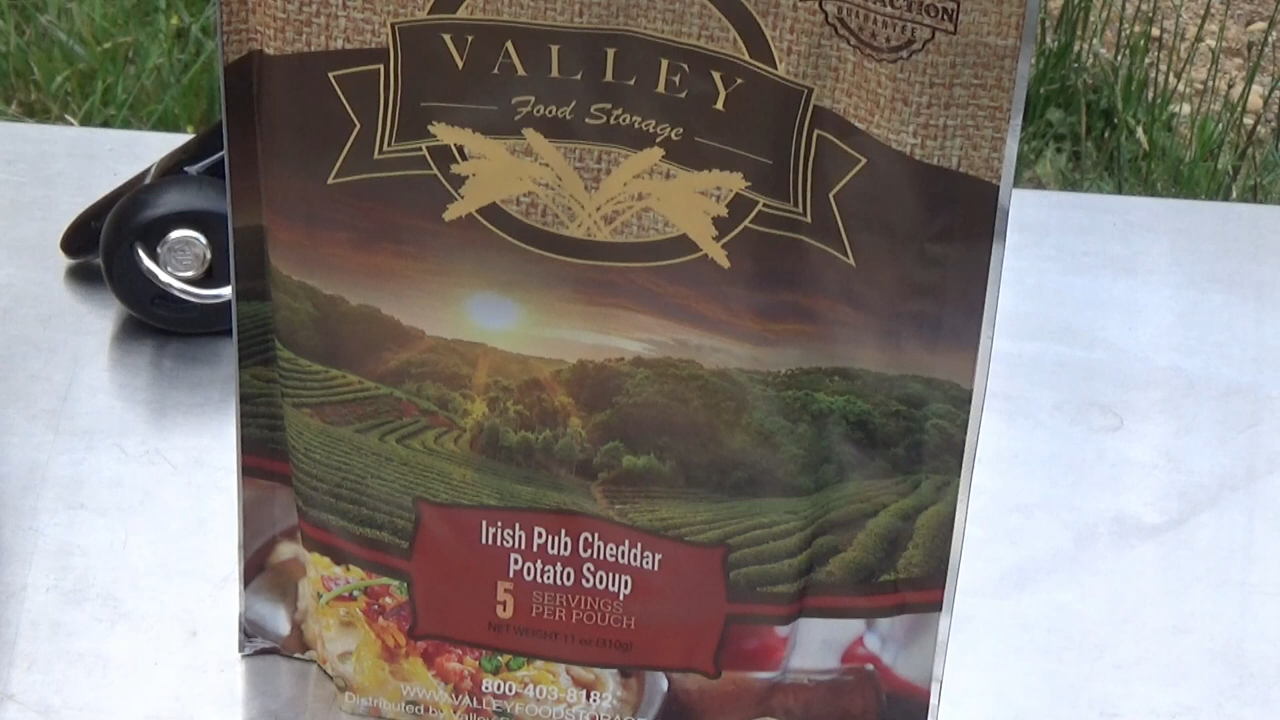 GUARANTEE
VALLEY
Food Storage
Irish Pub Cheddar
Potato Soup
5 SERVINGS
PER POUCH
NET WEIGHT 11 oz (310g)
800-403-8182
WWW.VALLEYFOODSTORAGE
Distributed by Valley